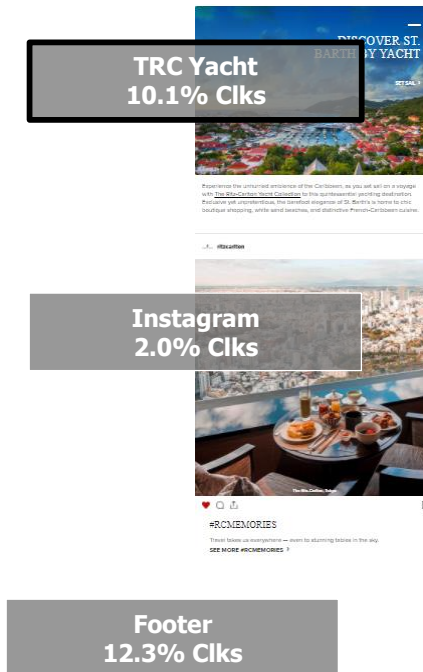 DISCOVER ST.
BARTH BY YACHT
TRC Yacht
10.1% Clks
SET SAIL >
Experience the unhurried ambience of the Caribbean, as you set sail on a voyage
with The Ritz-Carlton Yacht Collection to this quintessential yachting destination.
Exclusive yet unpretentious, the barefoot elegance of St. Barth's is home to chic
boutique shopping, white sand beaches, and distinctive French-Caribbean cuisine.
ritzcarlton
Instagram
2.0% Clks
The Ritz-Carlton, Tokyo
#RCMEMORIES
Travel takes us everywhere — even to stunning tables in the sky.
SEE MORE #RCMEMORIES >
Footer
12.3% Clks